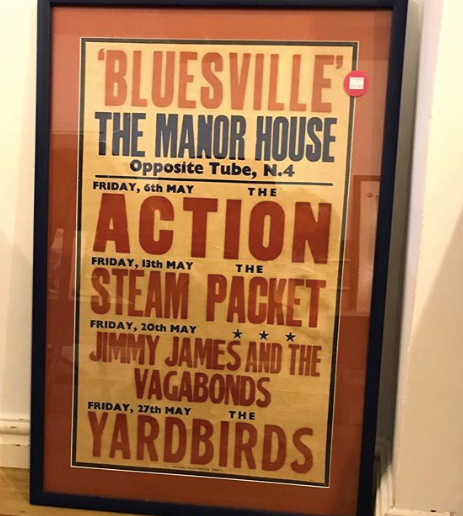 'BLUESVILLE'
THE MANOR HOUSE
Opposite Tube, N.4
FRIDAY, 6th MAY THE
ACTION
FRIDAY, 13th MAY THE
STEAM PACKET
FRIDAY, 20th MAY
JIMMY JAMES AND THE
VAGABONDS
FRIDAY, 27th MAY THE
YARDBIRDS